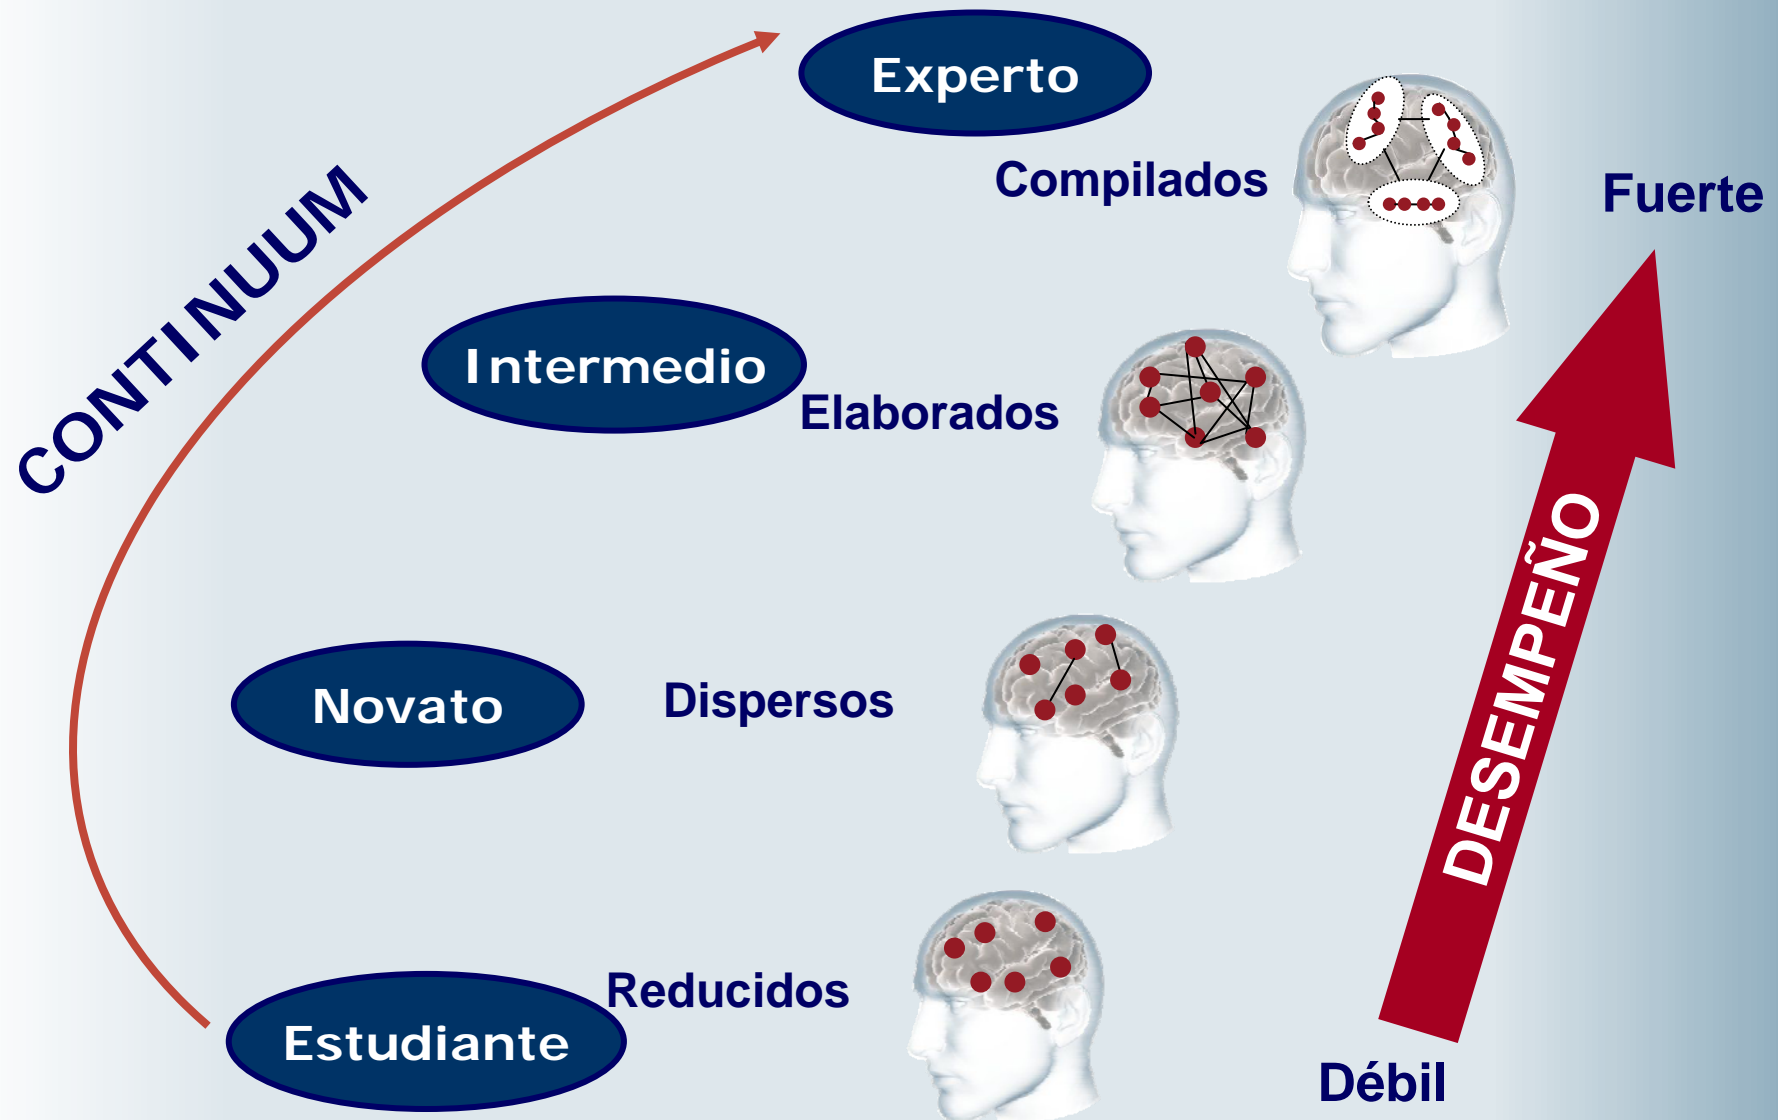 Experto
Compilados
Fuerte
CONTINUUM
Intermedio
Elaborados
DESEMPEÑO
Novato
Dispersos
Reducidos
Estudiante
Débil